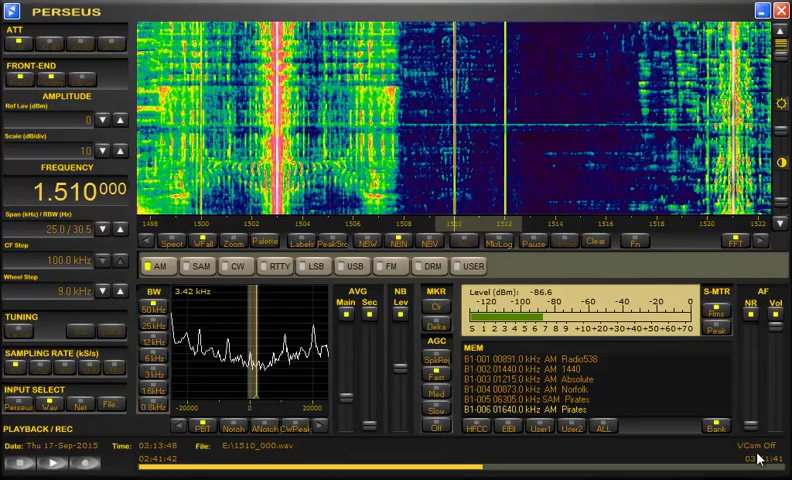 PERSEUS
ATT
FRONT-END
AMPLITUDE
Ref Lev (dBm)
0
Scale (dB/div)
10
FREQUENCY
1.510000
Span (kHz) / RBW (Hz)
25.0 / 30.5
CF Step
100.0 kHz
Wheel Step
9.0 kHz
TUNING
SAMPLING RATE (kS/s)
INPUT SELECT
Perseus Wav Net File..
PLAYBACK / REC
1498 1500 1502 1504 1506 1508 1510 1512 1514 1516 1518 1520 1522
Spect WFall Zoom Palette Labels PeakSrc NBW NBN NBV MkrLog Pause Clear Fn FFT
AM SAM CW RTTY LSB USB FM DRM USER
BW
50 kHz
25 kHz
12 kHz
6 kHz
3 kHz
1.6kHz
0.8kHz
3.42 kHz
-20000 0 20000
PBT Notch ANotch CWPeak
AVG
Main Sec
NB
Lev
MKR
Clr
Delta
AGC
Fast
Med
Slow
Off
Level (dBm): -86.6
-120 -100 -80 -60 -40 -20 0
S 1 2 3 4 5 6 7 8 9 +10 +20 +30 +40 +50 +60 +70
S-MTR
Rms
Peak
AF
NR Vol
MEM
B1-001 00891.0 kHz AM Radio538
B1-002 01440.0 kHz AM 1440
B1-003 01215.0 kHz AM Absolute
B1-004 00873.0 kHz AM Norfolk
B1-005 06305.0 kHz SAM Pirates
B1-006 01640.0 kHz AM Pirates
HFCC EIBI User1 User2 ALL Bank
Date: Thu 17-Sep-2015 Time: 03:13:48 File: E:\1510_000.wav
VCom Off
02:41:42